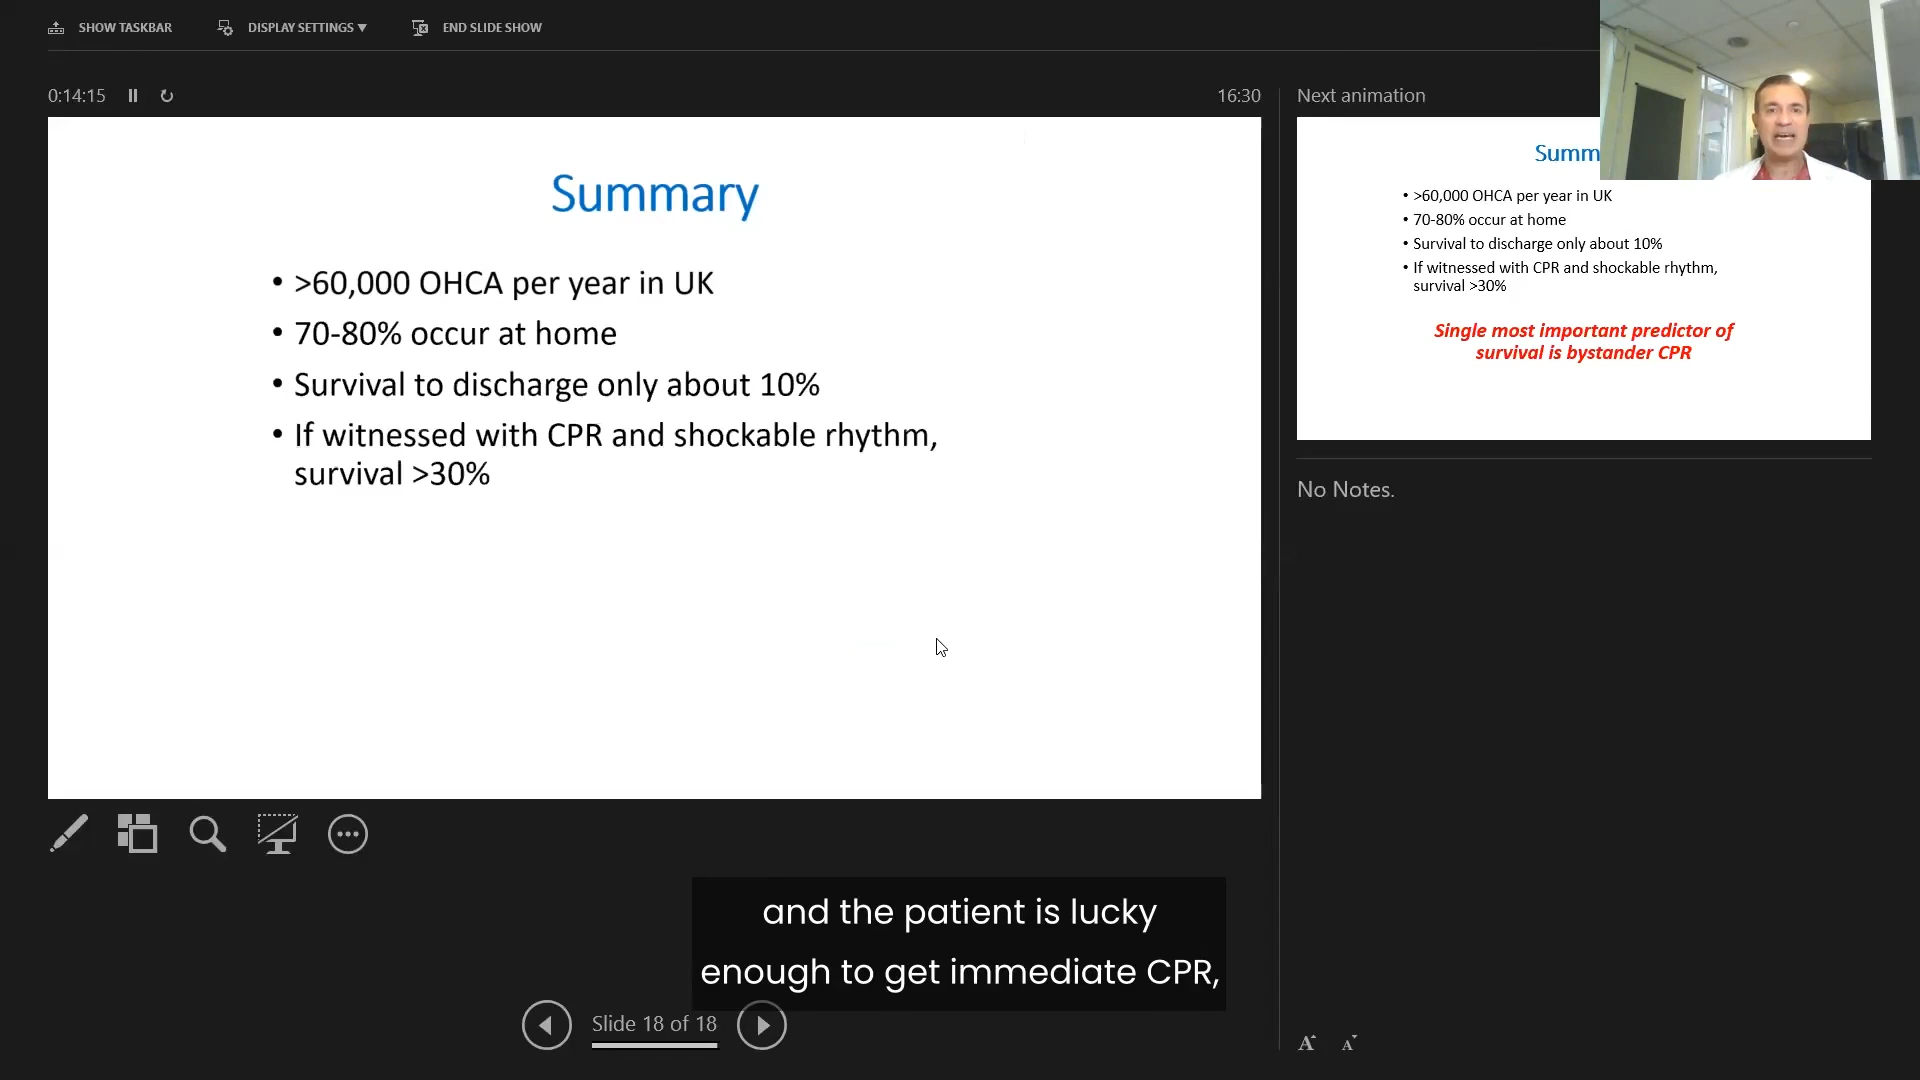 SHOW TASKBAR
DISPLAY SETTINGS ▼
END SLIDE SHOW
0:14:15
16:30
Summary
• >60,000 OHCA per year in UK
• 70-80% occur at home
• Survival to discharge only about 10%
• If witnessed with CPR and shockable rhythm,
survival >30%
Next animation
Summ
• >60,000 OHCA per year in UK
• 70-80% occur at home
• Survival to discharge only about 10%
• If witnessed with CPR and shockable rhythm,
survival >30%
Single most important predictor of
survival is bystander CPR
No Notes.
and the patient is lucky
enough to get immediate CPR,
Slide 18 of 18
A A